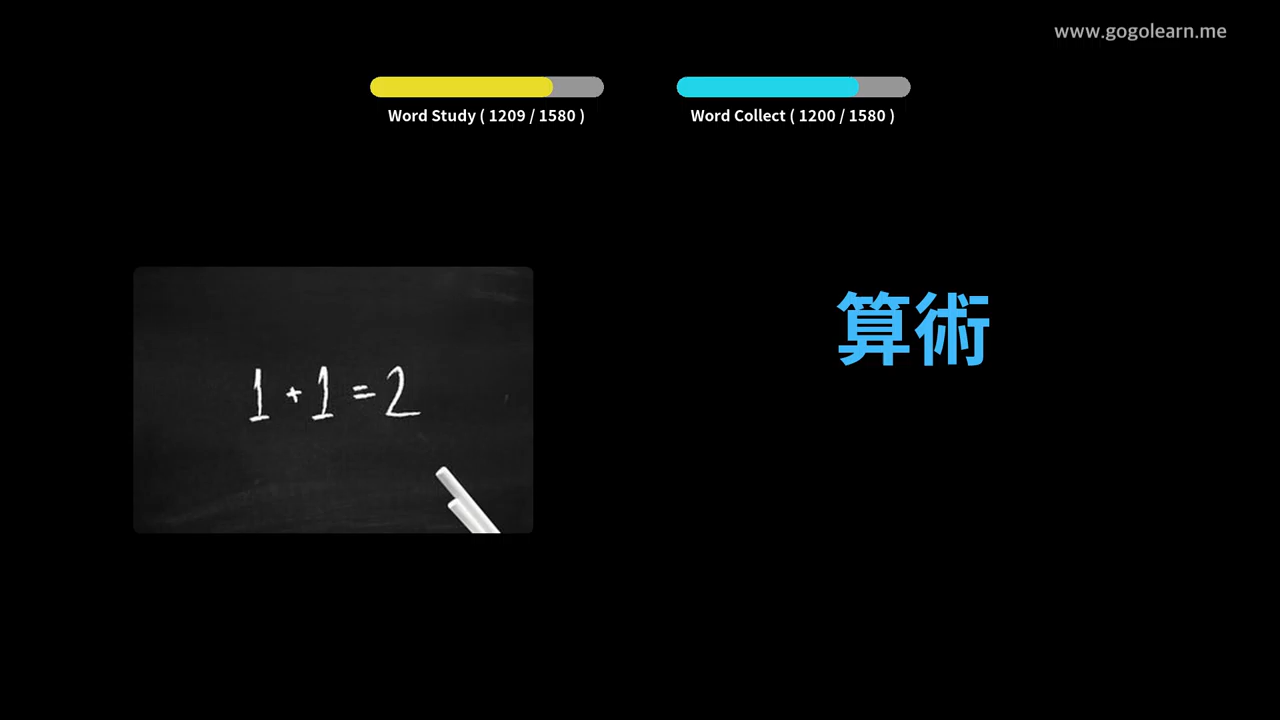 www.gogolearn.me
Word Study ( 1209 / 1580 )
Word Collect ( 1200 / 1580 )
算術
1 + 1 = 2